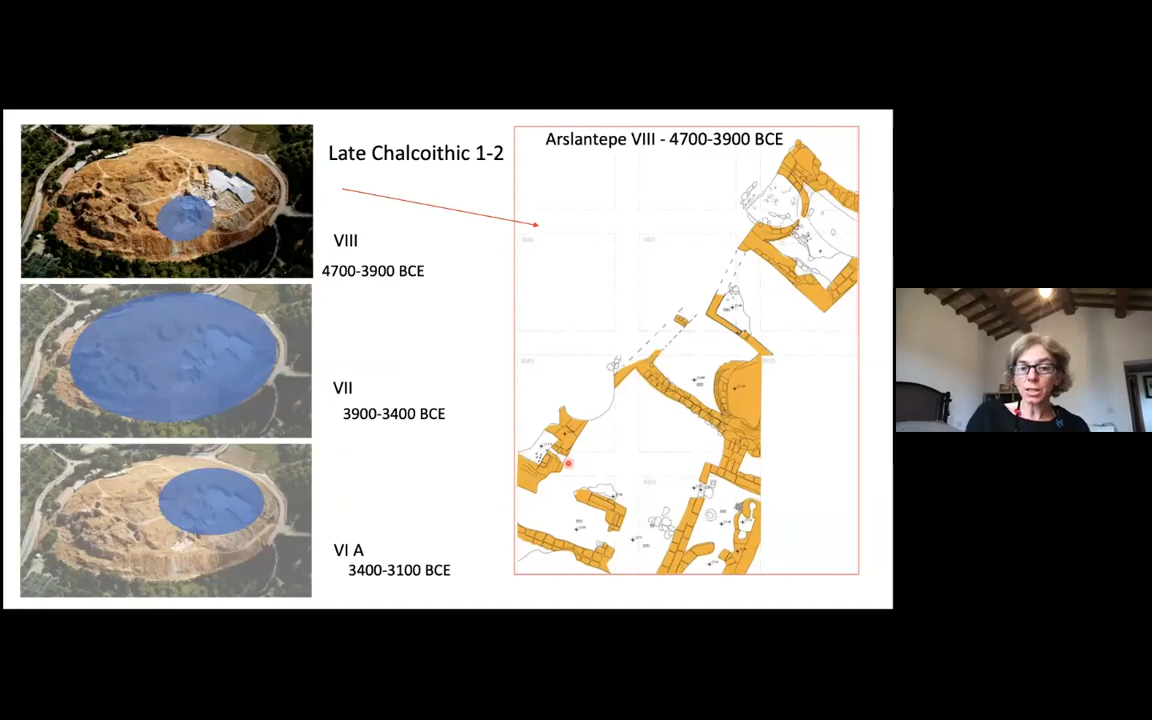 Late Chalcoithic 1-2
VIII
4700-3900 BCE
VII
3900-3400 BCE
VI A
3400-3100 BCE
Arslantepe VIII - 4700-3900 BCE